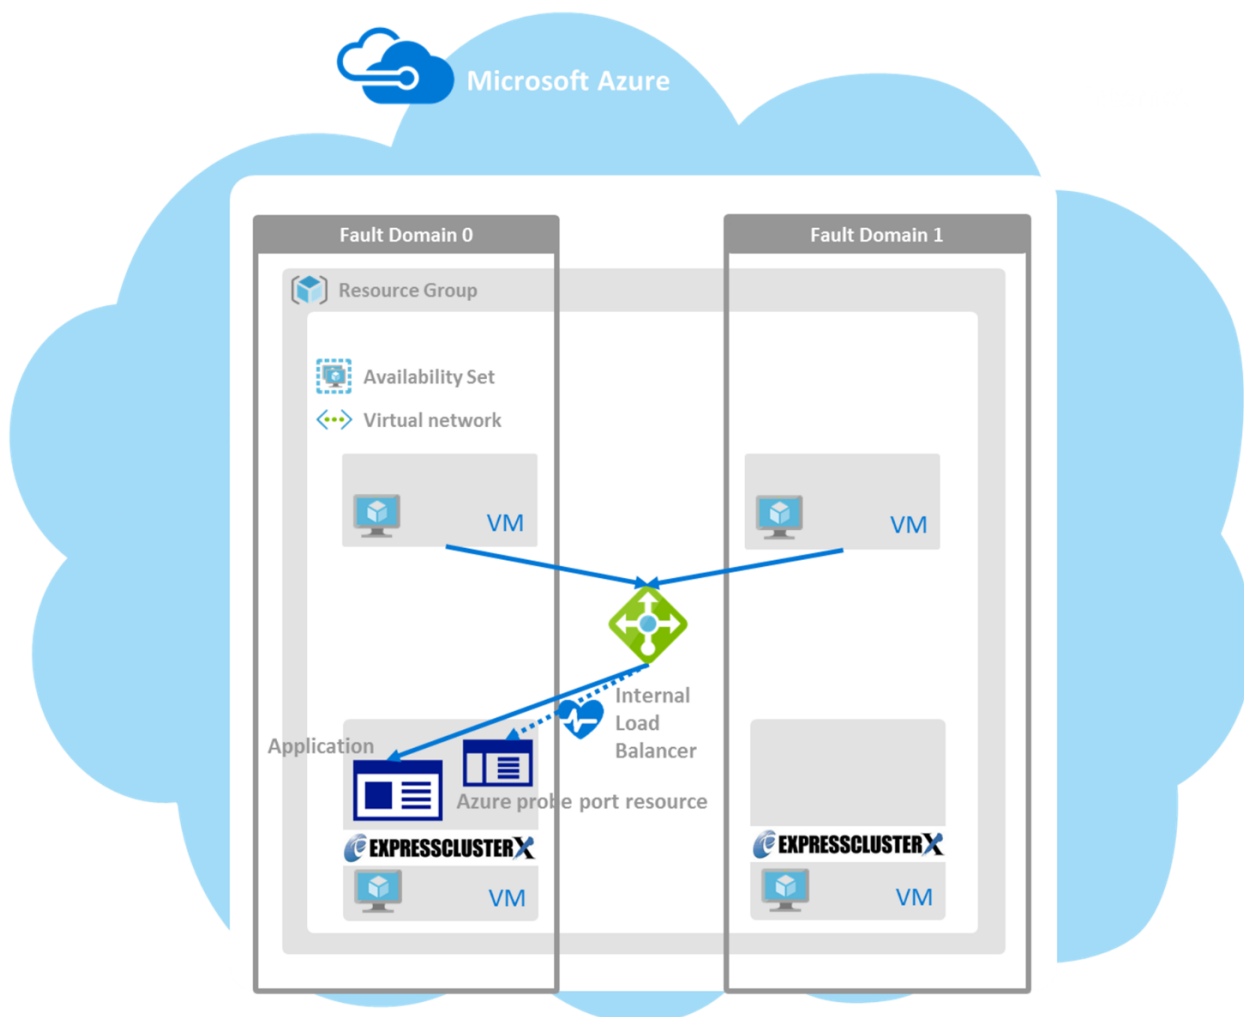 Microsoft Azure
Fault Domain 0
Fault Domain 1
Resource Group
Availability Set
Virtual network
VM
VM
Internal
Load
Balancer
Application
Azure probe port resource
EXPRESSCLUSTER X
EXPRESSCLUSTER X
VM
VM